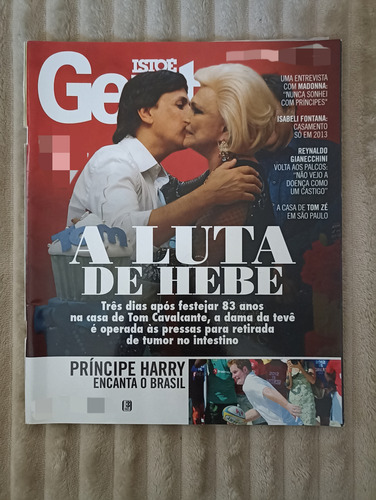 ISTOÉ
Gente
UMA ENTREVISTA
COM MADONNA:
"NUNCA SONHEI
COM PRÍNCIPES"
ISABELI FONTANA:
CASAMENTO
SÓ EM 2013
REYNALDO
GIANECCHINI
VOLTA AOS PALCOS:
"NÃO VEJO A
DOENÇA COMO
UM CASTIGO"
A CASA DE TOM ZÉ
EM SÃO PAULO
A LUTA
DE HEBE
Três dias após festejar 83 anos
na casa de Tom Cavalcante, a dama da tevê
é operada às pressas para retirada
de tumor no intestino
PRÍNCIPE HARRY
ENCANTA O BRASIL